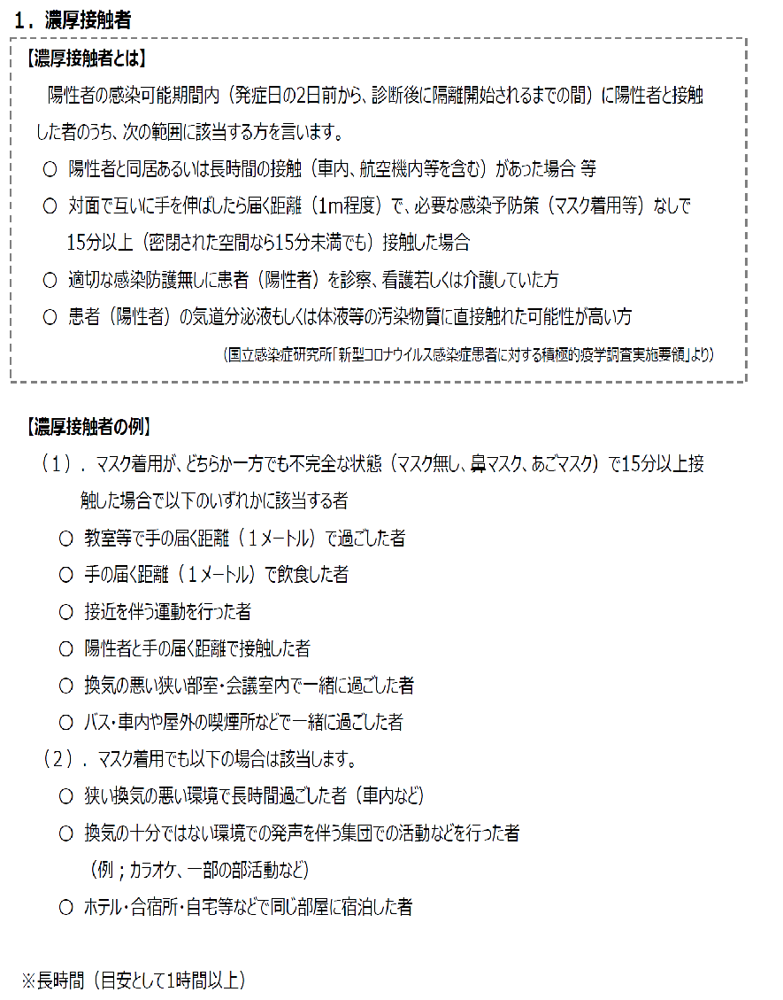 1．濃厚接触者
【濃厚接触者とは】
陽性者の感染可能期間内（発症日の2日前から、診断後に隔離開始されるまでの間）に陽性者と接触
した者のうち、次の範囲に該当する方を言います。
○ 陽性者と同居あるいは長時間の接触（車内、航空機内等を含む）があった場合 等
○ 対面で互いに手を伸ばしたら届く距離（1m程度）で、必要な感染予防策（マスク着用等）なしで
15分以上（密閉された空間なら15分未満でも）接触した場合
○ 適切な感染防護無しに患者（陽性者）を診察、看護若しくは介護していた方
○ 患者（陽性者）の気道分泌液もしくは体液等の汚染物質に直接触れた可能性が高い方
（国立感染症研究所「新型コロナウイルス感染症患者に対する積極的疫学調査実施要領」より）
【濃厚接触者の例】
（1）．マスク着用が、どちらか一方でも不完全な状態（マスク無し、鼻マスク、あごマスク）で15分以上接
触した場合で以下のいずれかに該当する者
○ 教室等で手の届く距離（１メートル）で過ごした者
○ 手の届く距離（１メートル）で飲食した者
○ 接近を伴う運動を行った者
○ 陽性者と手の届く距離で接触した者
○ 換気の悪い狭い部室・会議室内で一緒に過ごした者
○ バス・車内や屋外の喫煙所などで一緒に過ごした者
（2）．マスク着用でも以下の場合は該当します。
○ 狭い換気の悪い環境で長時間過ごした者（車内など）
○ 換気の十分ではない環境での発声を伴う集団での活動などを行った者
（例；カラオケ、一部の部活動など）
○ ホテル・合宿所・自宅等などで同じ部屋に宿泊した者
※長時間（目安として1時間以上）